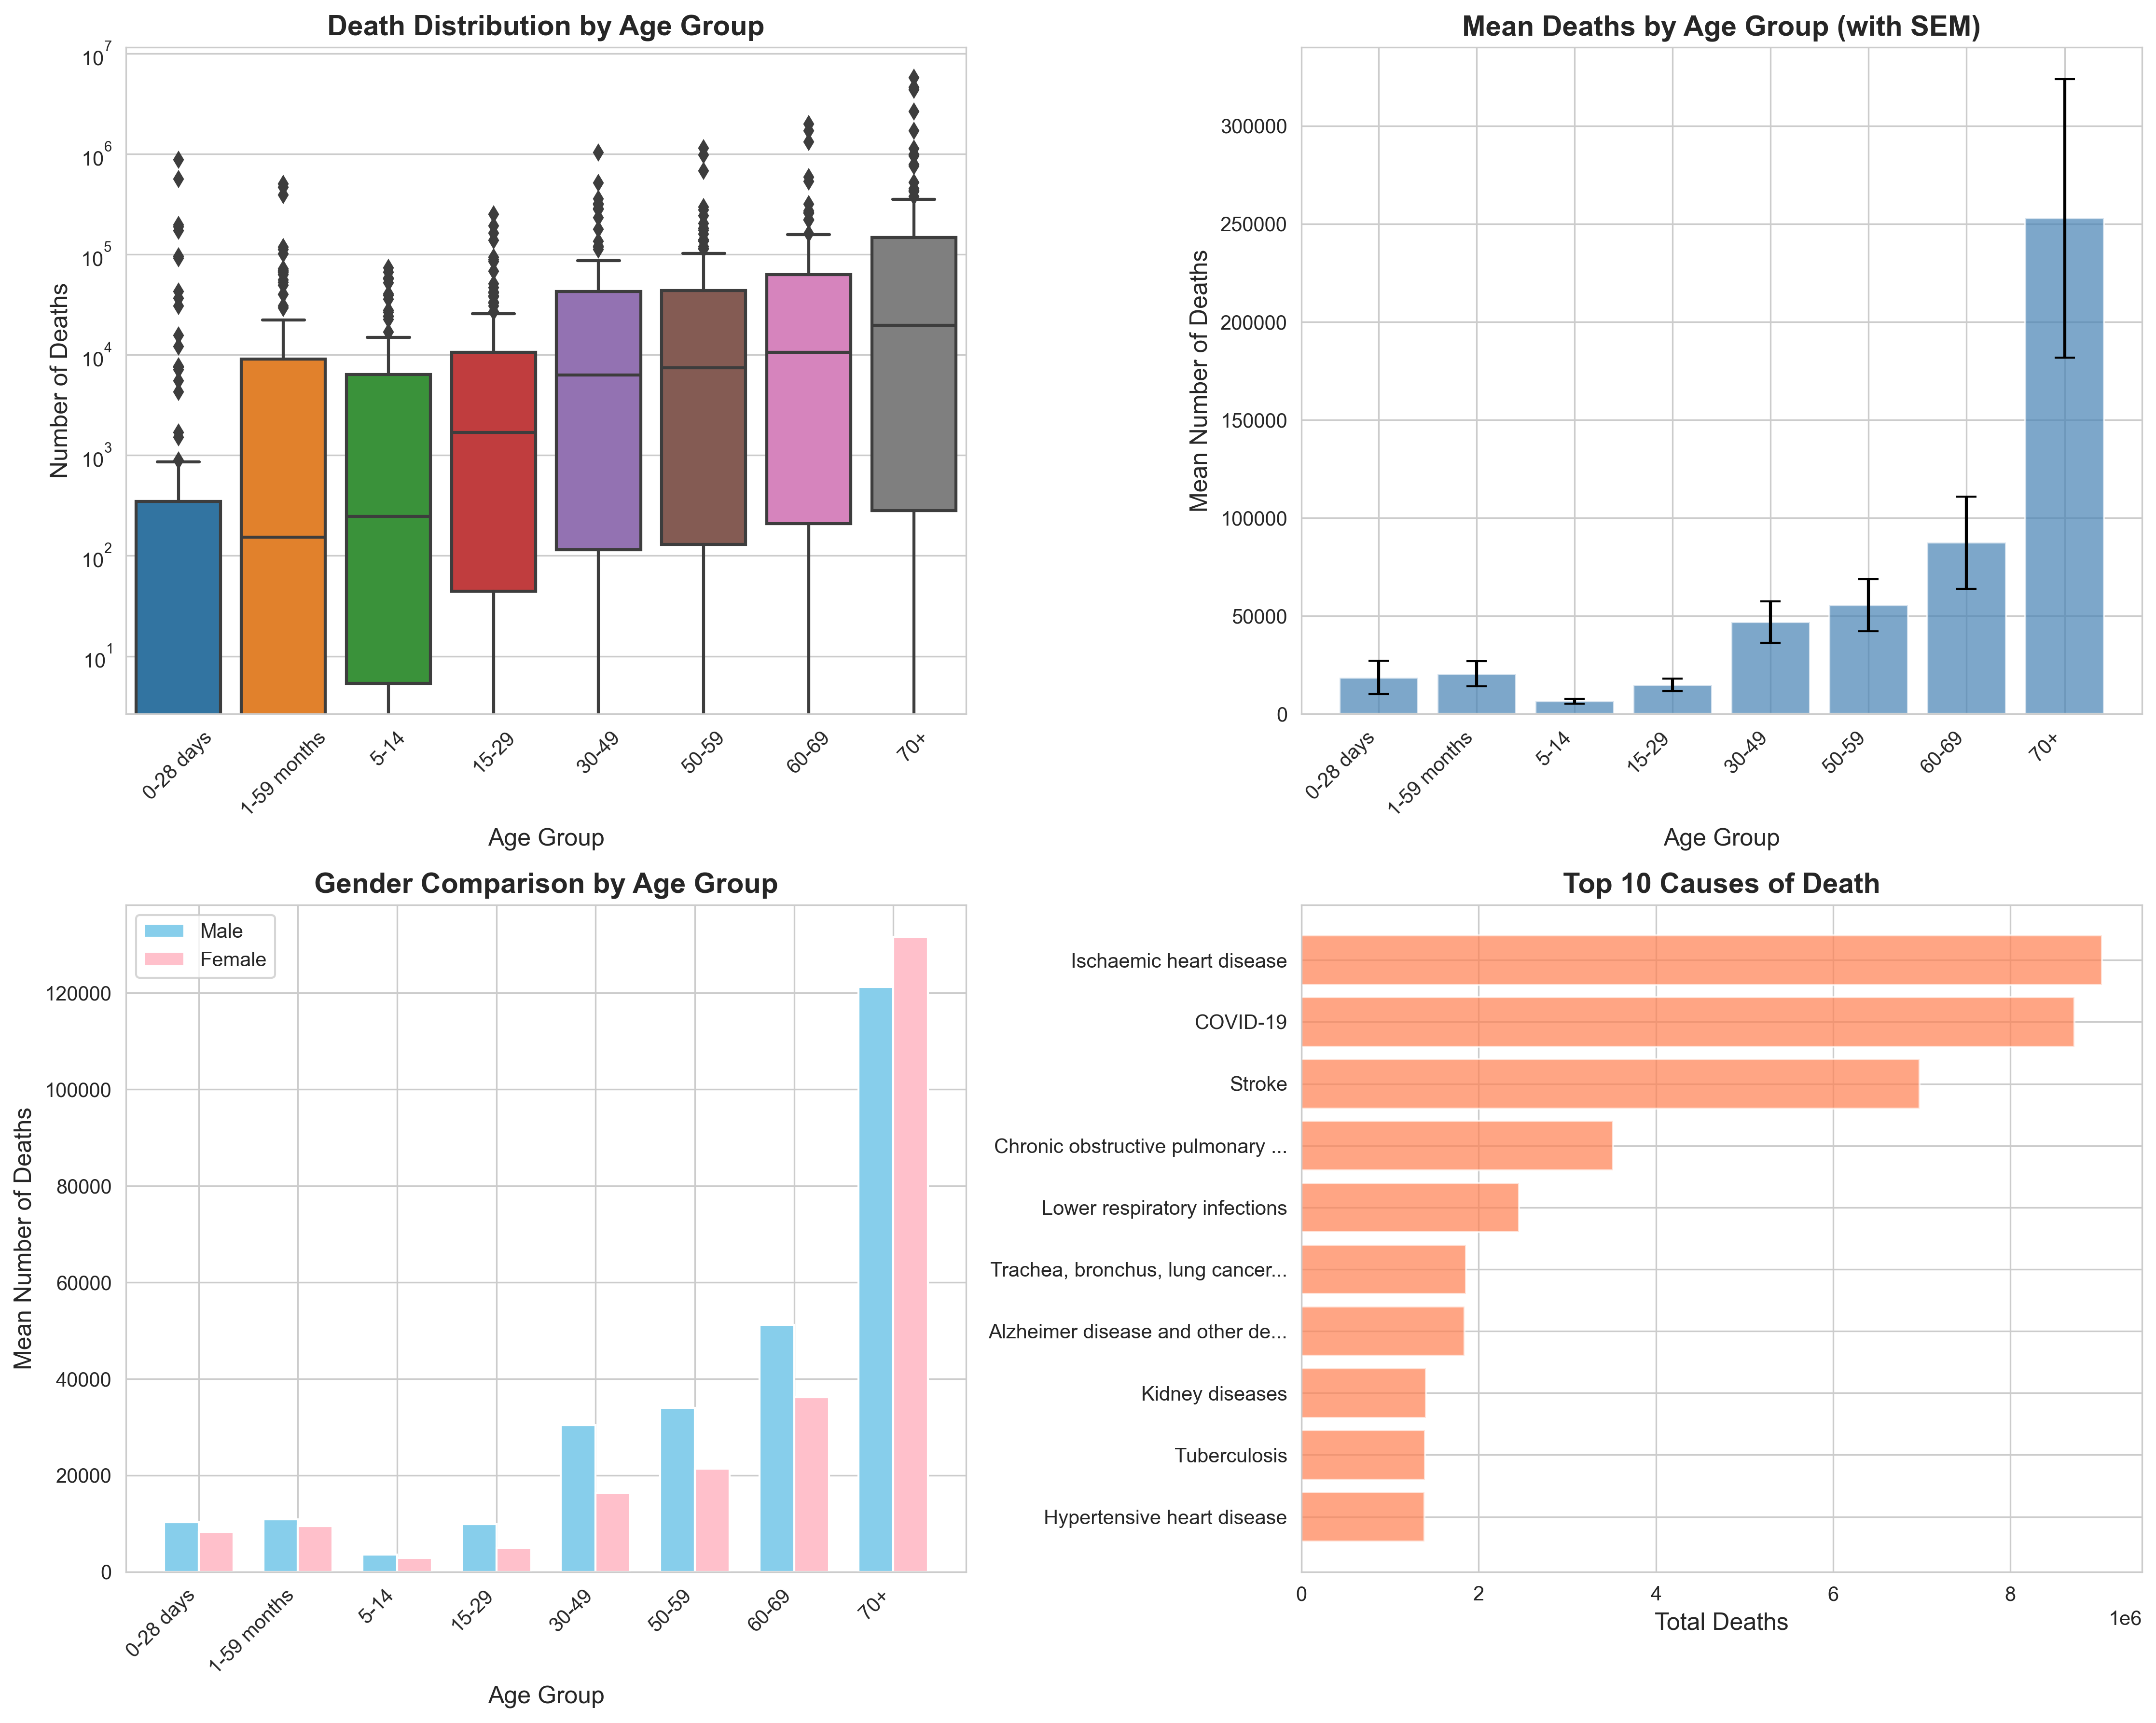 Death Distribution by Age Group
Number of Deaths
10^7
10^6
10^5
10^4
10^3
10^2
10^1
0-28 days
1-59 months
5-14
15-29
30-49
50-59
60-69
70+
Age Group
Mean Deaths by Age Group (with SEM)
Mean Number of Deaths
300000
250000
200000
150000
100000
50000
0
0-28 days
1-59 months
5-14
15-29
30-49
50-59
60-69
70+
Age Group
Gender Comparison by Age Group
Male
Female
Mean Number of Deaths
120000
100000
80000
60000
40000
20000
0
0-28 days
1-59 months
5-14
15-29
30-49
50-59
60-69
70+
Age Group
Top 10 Causes of Death
Ischaemic heart disease
COVID-19
Stroke
Chronic obstructive pulmonary ...
Lower respiratory infections
Trachea, bronchus, lung cancer...
Alzheimer disease and other de...
Kidney diseases
Tuberculosis
Hypertensive heart disease
0
2
4
6
8
1e6
Total Deaths